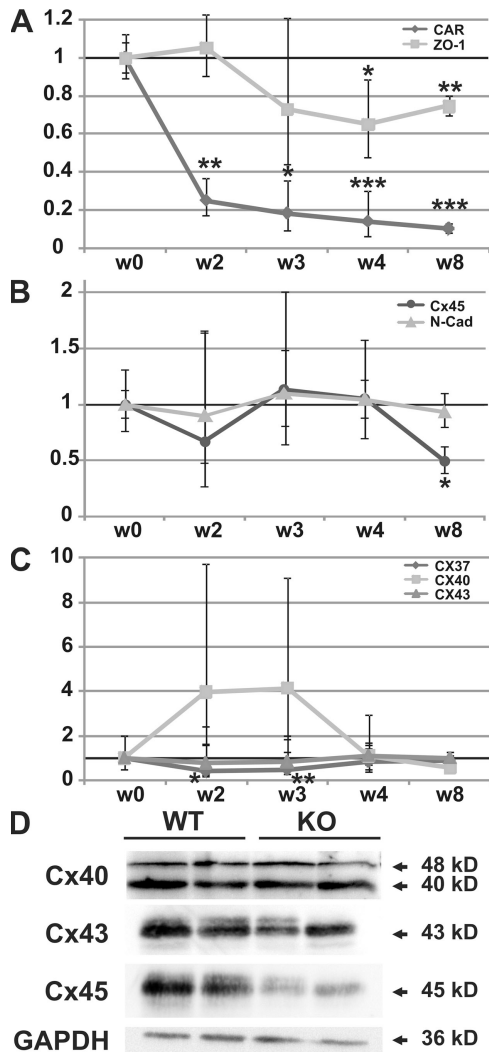 A
CAR
ZO-1
1.2
1
0.8
0.6
0.4
0.2
0
**
*
*
***
**
***
w0 w2 w3 w4 w8
B
Cx45
N-Cad
2
1.5
1
0.5
0
*
w0 w2 w3 w4 w8
C
CX37
CX40
CX43
10
8
6
4
2
0
* **
w0 w2 w3 w4 w8
D
WT KO
Cx40
48 kD
40 kD
Cx43
43 kD
Cx45
45 kD
GAPDH
36 kD